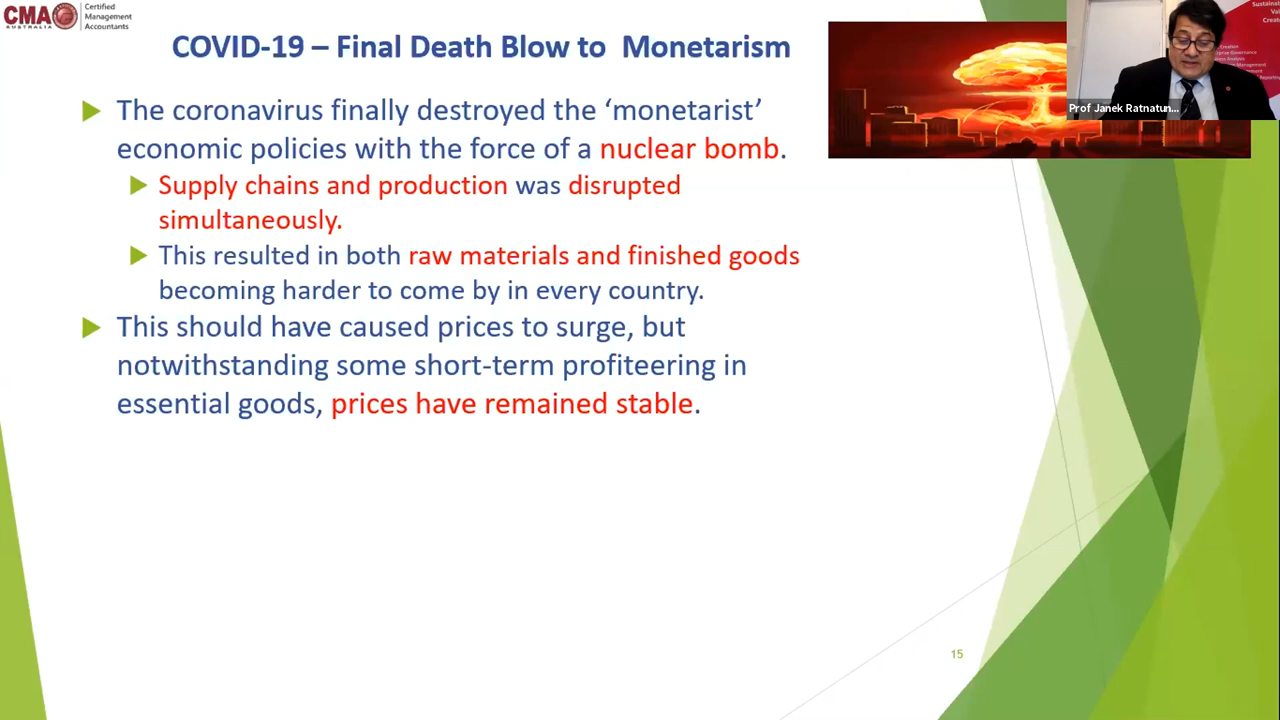 CMA
AUSTRALIA
Certified
Management
Accountants
COVID-19 – Final Death Blow to Monetarism
The coronavirus finally destroyed the ‘monetarist’
economic policies with the force of a nuclear bomb.
Supply chains and production was disrupted
simultaneously.
This resulted in both raw materials and finished goods
becoming harder to come by in every country.
This should have caused prices to surge, but
notwithstanding some short-term profiteering in
essential goods, prices have remained stable.
Prof Janek Ratnatun...
15